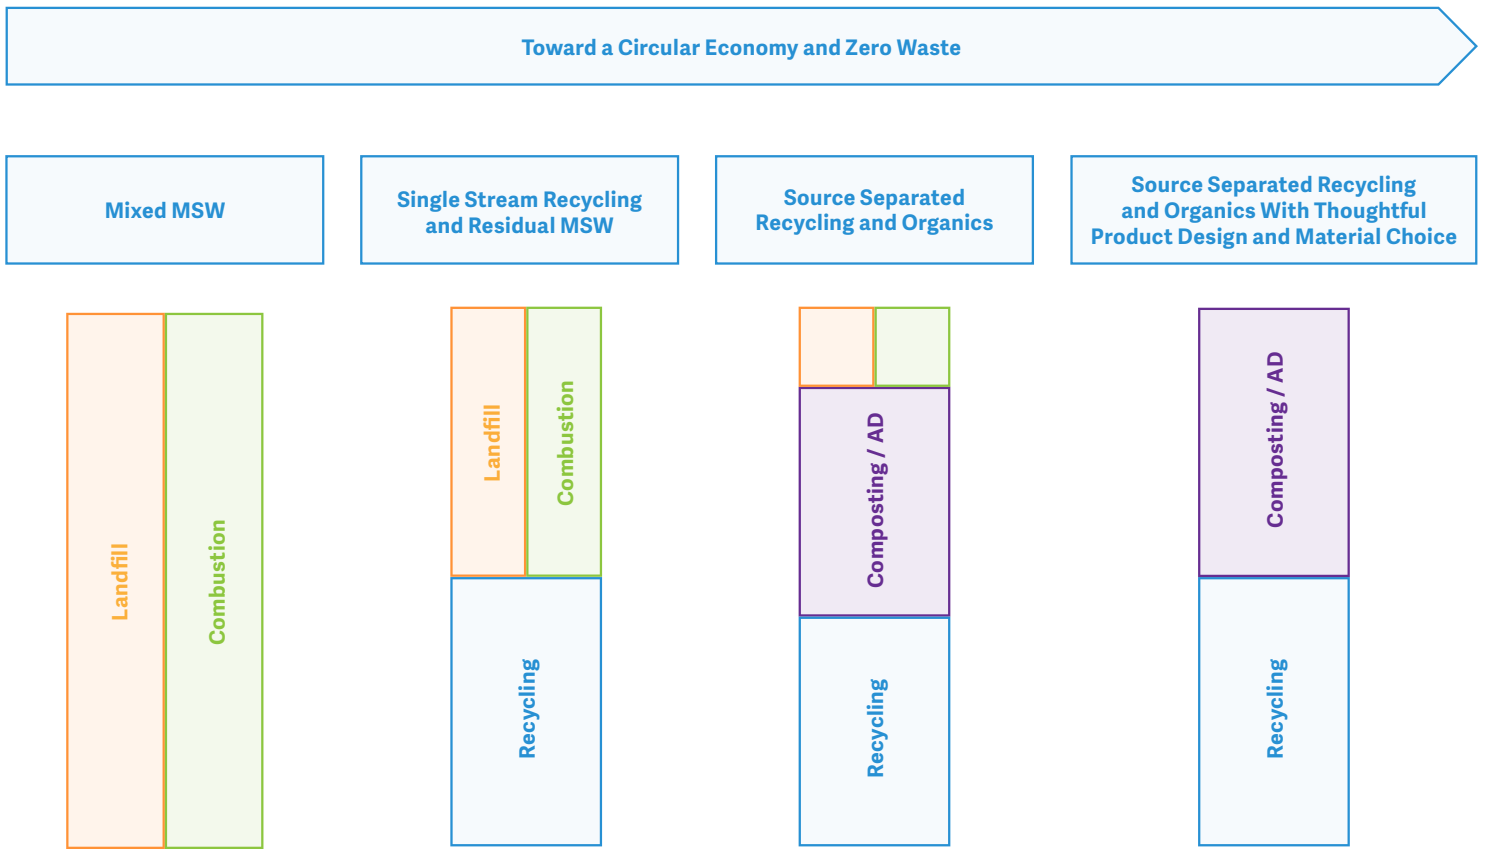 Toward a Circular Economy and Zero Waste
Mixed MSW
Single Stream Recycling
and Residual MSW
Source Separated
Recycling and Organics
Source Separated Recycling
and Organics With Thoughtful
Product Design and Material Choice
Landfill
Combustion
Landfill
Combustion
Recycling
Composting / AD
Recycling
Composting / AD
Recycling